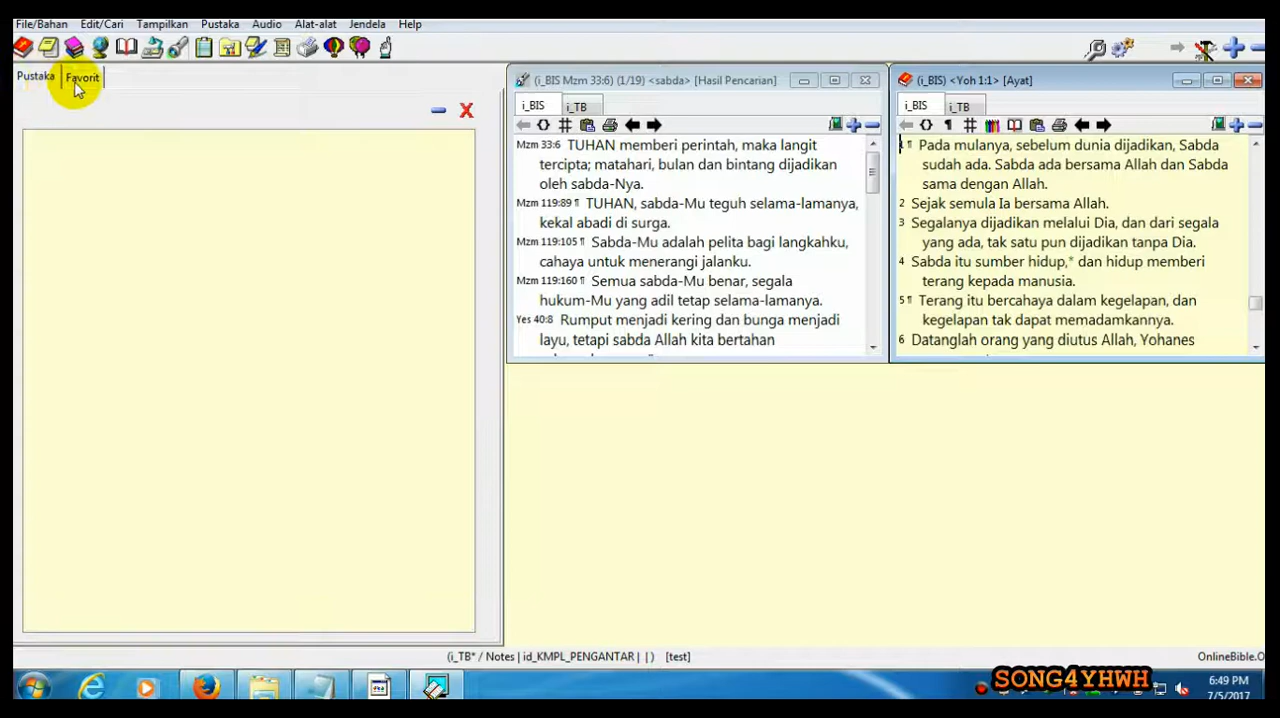 File/Bahan Edit/Cari Tampilkan Pustaka Audio Alat-alat Jendela Help
Pustaka Favorit
(i_BIS Mzm 33:6) (1/19) <sabda> [Hasil Pencarian]
i_BIS i_TB
Mzm 33:6 TUHAN memberi perintah, maka langit
tercipta; matahari, bulan dan bintang dijadikan
oleh sabda-Nya.
Mzm 119:89 ¶ TUHAN, sabda-Mu teguh selama-lamanya,
kekal abadi di surga.
Mzm 119:105 ¶ Sabda-Mu adalah pelita bagi langkahku,
cahaya untuk menerangi jalanku.
Mzm 119:160 ¶ Semua sabda-Mu benar, segala
hukum-Mu yang adil tetap selama-lamanya.
Yes 40:8 Rumput menjadi kering dan bunga menjadi
layu, tetapi sabda Allah kita bertahan
(i_BIS) <Yoh 1:1> [Ayat]
i_BIS i_TB
1 ¶ Pada mulanya, sebelum dunia dijadikan, Sabda
sudah ada. Sabda ada bersama Allah dan Sabda
sama dengan Allah.
2 Sejak semula Ia bersama Allah.
3 Segalanya dijadikan melalui Dia, dan dari segala
yang ada, tak satu pun dijadikan tanpa Dia.
4 Sabda itu sumber hidup,* dan hidup memberi
terang kepada manusia.
5 ¶ Terang itu bercahaya dalam kegelapan, dan
kegelapan tak dapat memadamkannya.
6 Datanglah orang yang diutus Allah, Yohanes
(i_TB* / Notes | id_KMPL_PENGANTAR | | ) [test]
OnlineBible.O
SONG4YHWH
6:49 PM
7/5/2017